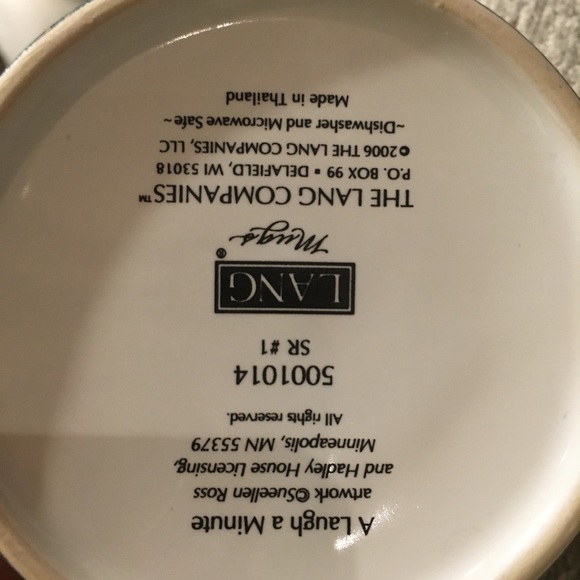 A Laugh a Minute
artwork ©Sueellen Ross
and Hadley House Licensing,
Minneapolis, MN 55379
All rights reserved.
5001014
SR #1
LANG®
Mugs
THE LANG COMPANIES™
P.O. BOX 99 ▪ DELAFIELD, WI 53018
©2006 THE LANG COMPANIES, LLC
~Dishwasher and Microwave Safe~
Made in Thailand